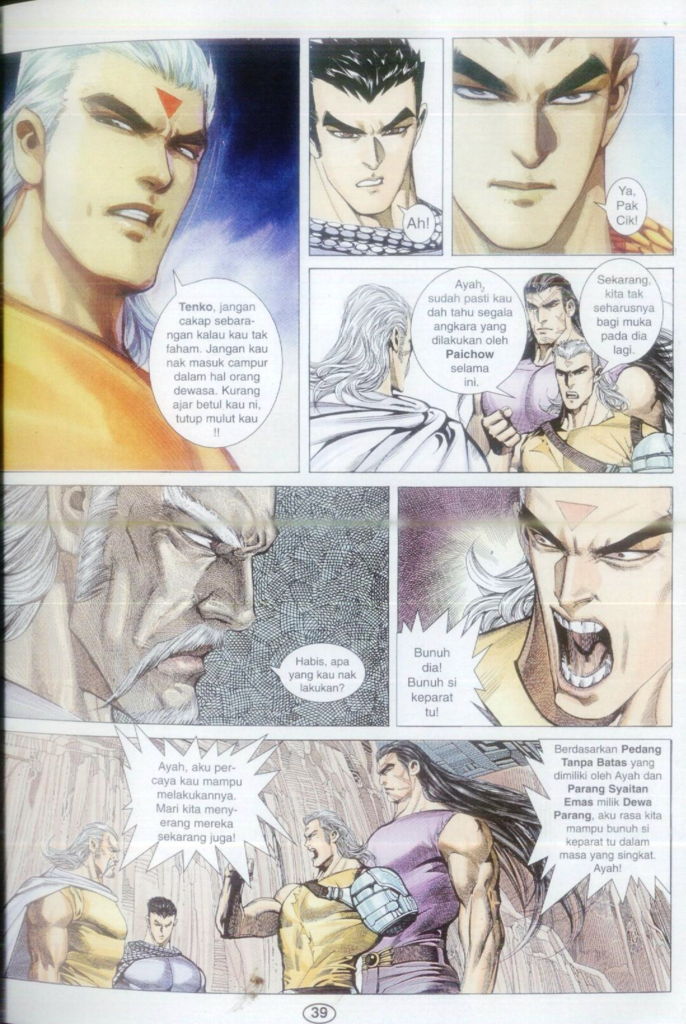 Tenko, jangan
cakap sebara-
ngan kalau kau tak
faham. Jangan kau
nak masuk campur
dalam hal orang
dewasa. Kurang
ajar betul kau ni,
tutup mulut kau
!!
Ah!
Ya,
Pak
Cik!
Ayah,
sudah pasti kau
dah tahu segala
angkara yang
dilakukan oleh
Paichow
selama
ini.
Sekarang,
kita tak
seharusnya
bagi muka
pada dia
lagi.
Habis, apa
yang kau nak
lakukan?
Bunuh
dia!
Bunuh si
keparat
tu!
Ayah, aku per-
caya kau mampu
melakukannya.
Mari kita meny-
erang mereka
sekarang juga!
Berdasarkan Pedang
Tanpa Batas yang
dimiliki oleh Ayah dan
Parang Syaitan
Emas milik Dewa
Parang, aku rasa kita
mampu bunuh si
keparat tu dalam
masa yang singkat.
Ayah!
39